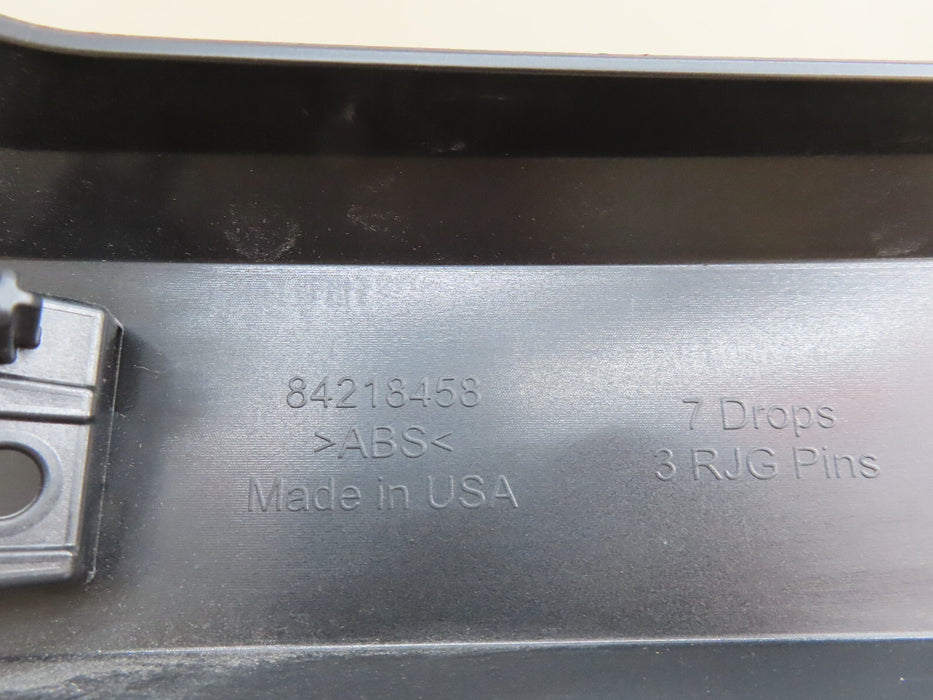 84218458
>ABS<
Made in USA
7 Drops
3 RJG Pins